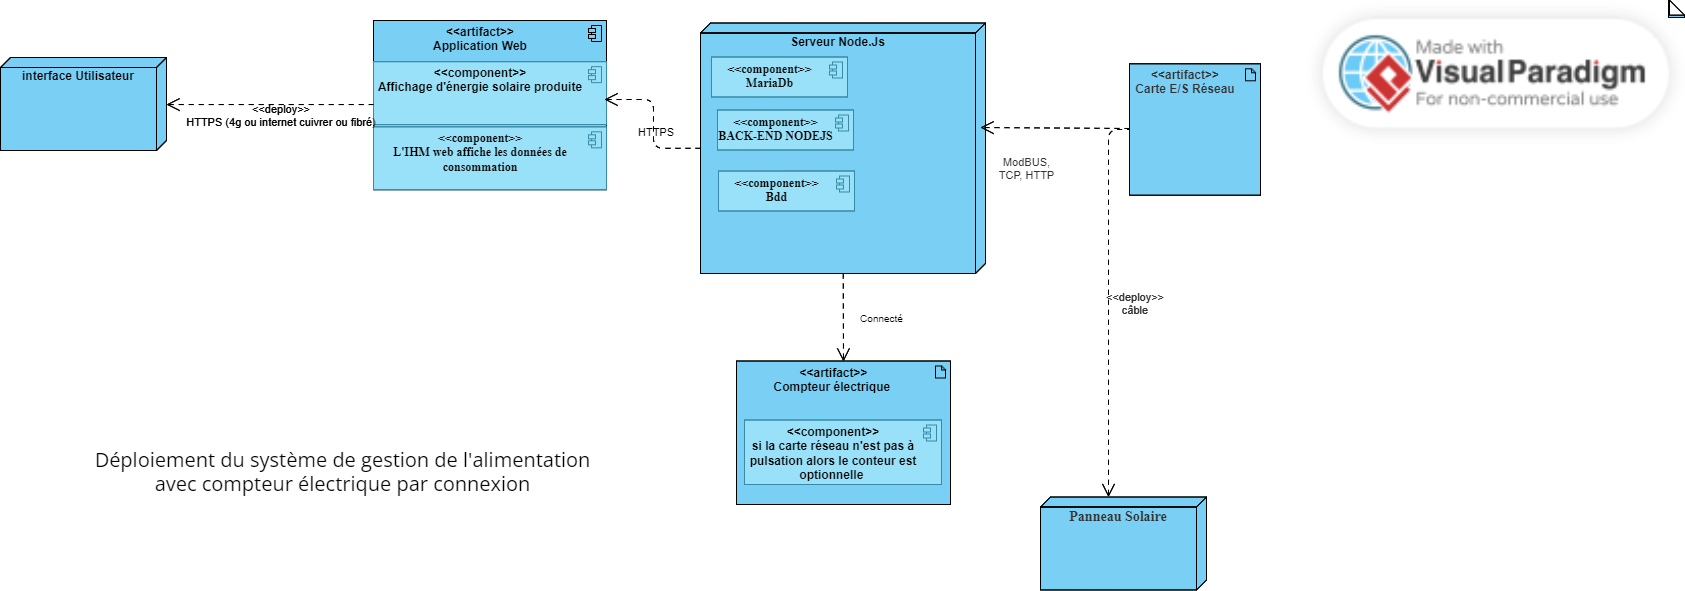 interface Utilisateur
<<deploy>>
HTTPS (4g ou internet cuivrer ou fibré)
<<artifact>>
Application Web
<<component>>
Affichage d'énergie solaire produite
<<component>>
L'IHM web affiche les données de
consommation
HTTPS
Serveur Node.Js
<<component>>
MariaDb
<<component>>
BACK-END NODEJS
<<component>>
Bdd
ModBUS,
TCP, HTTP
<<artifact>>
Carte E/S Réseau
Made with
Visual Paradigm
For non-commercial use
<<deploy>>
câble
Connecté
<<artifact>>
Compteur électrique
<<component>>
si la carte réseau n'est pas à
pulsation alors le conteur est
optionnelle
Déploiement du système de gestion de l'alimentation
avec compteur électrique par connexion
Panneau Solaire